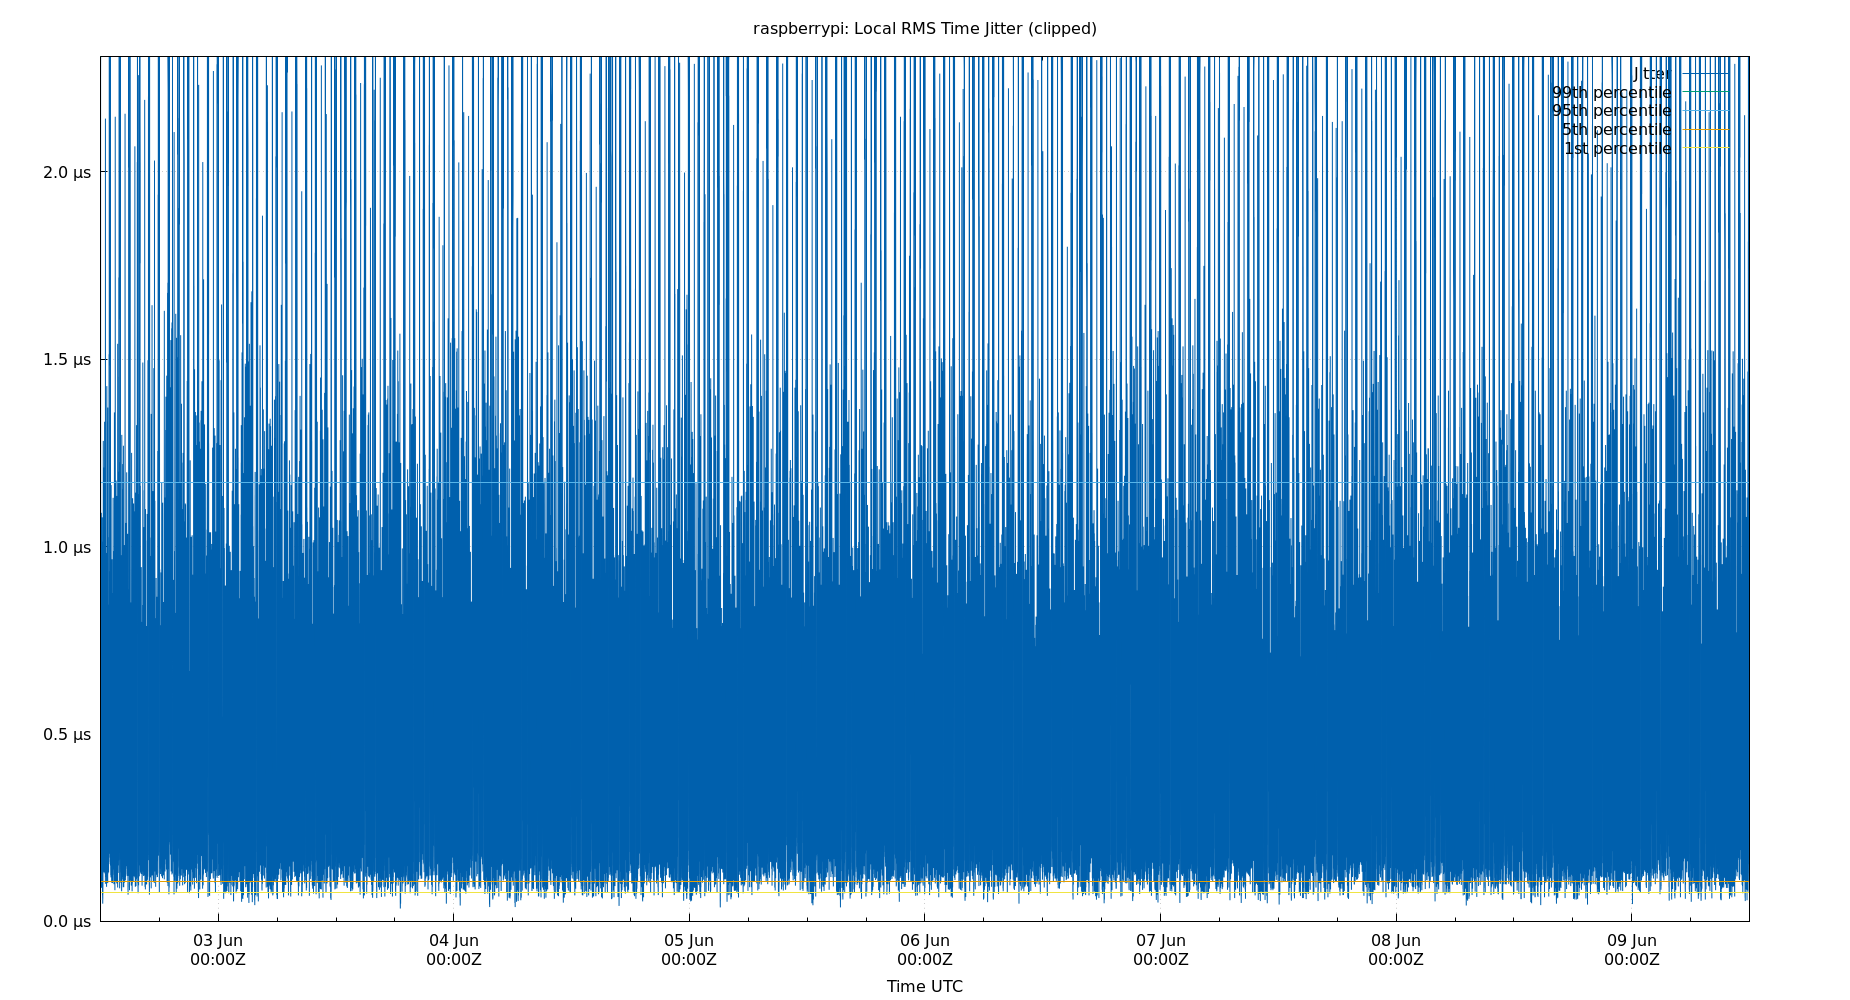 raspberrypi: Local RMS Time Jitter (clipped)
Jitter
99th percentile
95th percentile
5th percentile
1st percentile
2.0 µs
1.5 µs
1.0 µs
0.5 µs
0.0 µs
03 Jun 04 Jun 05 Jun 06 Jun 07 Jun 08 Jun 09 Jun
00:00Z 00:00Z 00:00Z 00:00Z 00:00Z 00:00Z 00:00Z
Time UTC